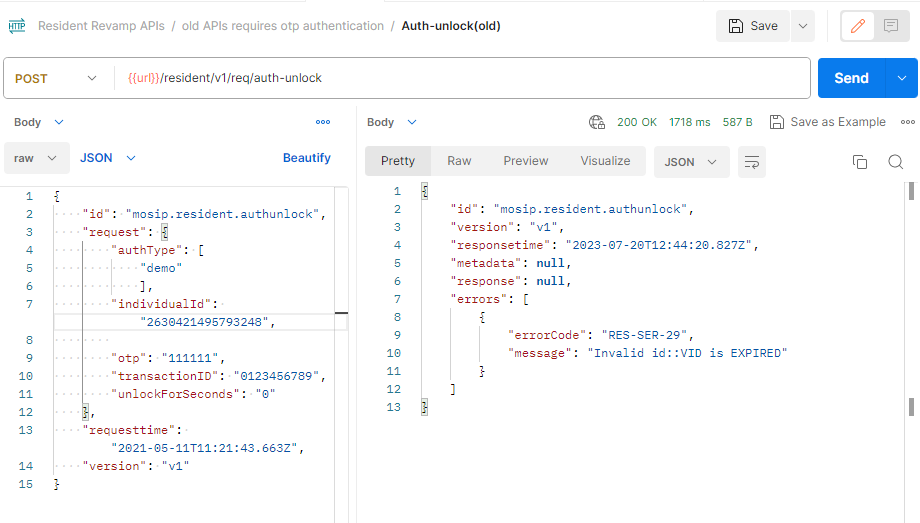 HTTP Resident Revamp APIs / old APIs requires otp authentication / Auth-unlock(old) Save
POST {{url}}/resident/v1/req/auth-unlock Send
Body
raw JSON Beautify
1 {
2 "id": "mosip.resident.authunlock",
3 "request": {
4 "authType": [
5 "demo"
6 ],
7 "individualId":
"2630421495793248",
8
9 "otp": "111111",
10 "transactionID": "0123456789",
11 "unlockForSeconds": "0"
12 },
13 "requesttime":
"2021-05-11T11:21:43.663Z",
14 "version": "v1"
15 }
Body 200 OK 1718 ms 587 B Save as Example
Pretty Raw Preview Visualize JSON
1 {
2 "id": "mosip.resident.authunlock",
3 "version": "v1",
4 "responsetime": "2023-07-20T12:44:20.827Z",
5 "metadata": null,
6 "response": null,
7 "errors": [
8 {
9 "errorCode": "RES-SER-29",
10 "message": "Invalid id::VID is EXPIRED"
11 }
12 ]
13 }